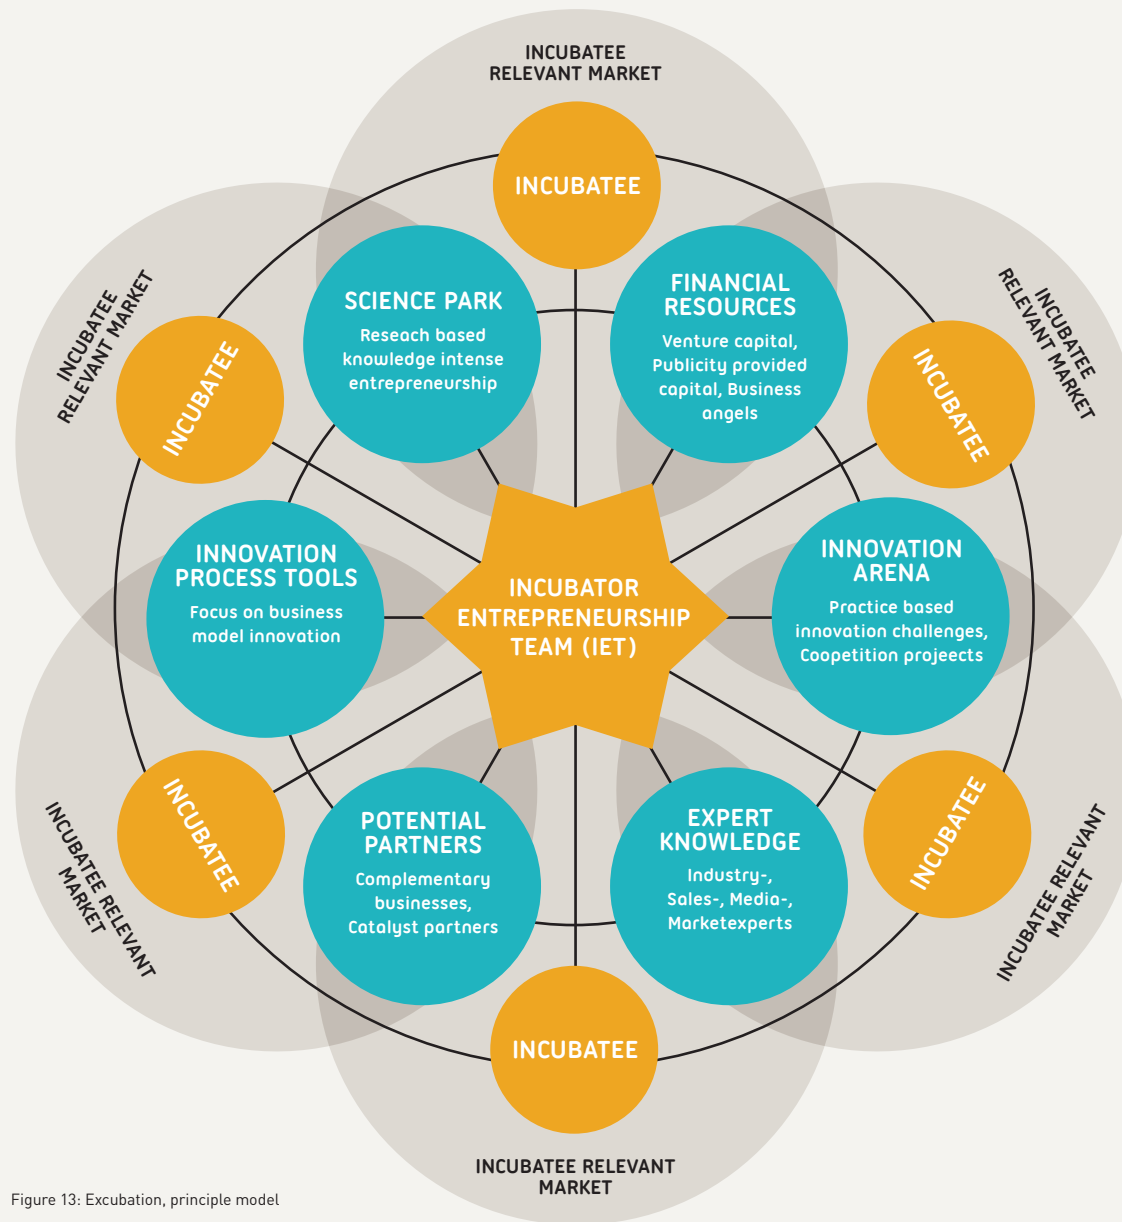 INCUBATEE
RELEVANT MARKET
INCUBATEE
INCUBATEE
RELEVANT MARKET
INCUBATEE
SCIENCE PARK
Reseach based
knowledge intense
entrepreneurship
FINANCIAL
RESOURCES
Venture capital,
Publicity provided
capital, Business
angels
INCUBATEE
RELEVANT MARKET
INCUBATEE
INNOVATION
PROCESS TOOLS
Focus on business
model innovation
INCUBATOR
ENTREPRENEURSHIP
TEAM (IET)
INNOVATION
ARENA
Practice based
innovation challenges,
Coopetition projeects
INCUBATEE RELEVANT
MARKET
INCUBATEE
POTENTIAL
PARTNERS
Complementary
businesses,
Catalyst partners
EXPERT
KNOWLEDGE
Industry-,
Sales-, Media-,
Marketexperts
INCUBATEE
INCUBATEE RELEVANT
MARKET
INCUBATEE
INCUBATEE RELEVANT
MARKET
Figure 13: Excubation, principle model